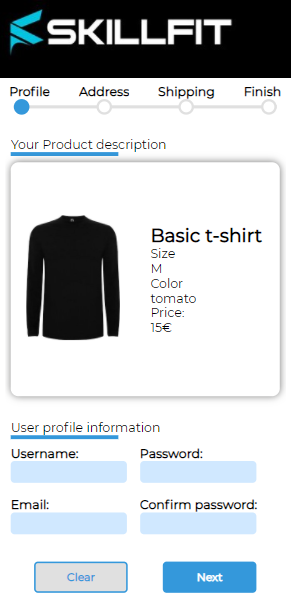 SKILLFIT
Profile Address Shipping Finish
Your Product description
Basic t-shirt
Size
M
Color
tomato
Price:
15€
User profile information
Username: Password:
Email: Confirm password:
Clear Next